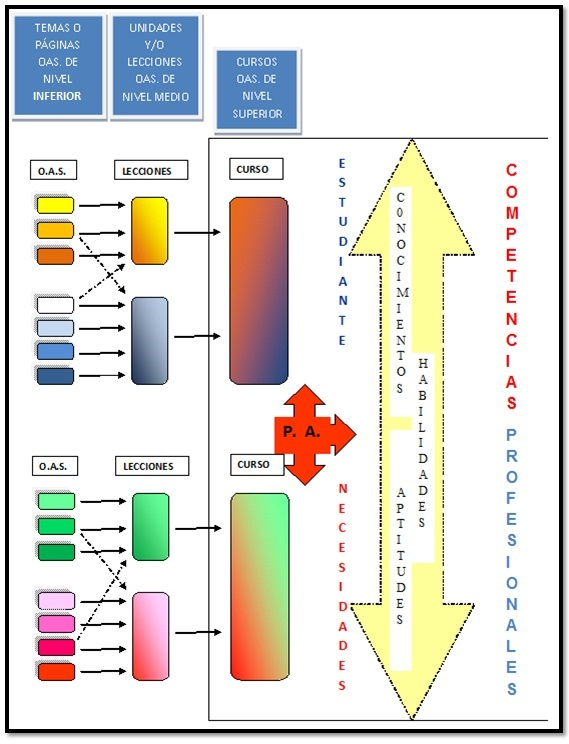 TEMAS O
PÁGINAS
OAS. DE
NIVEL
INFERIOR
UNIDADES
Y/O
LECCIONES
OAS. DE
NIVEL MEDIO
CURSOS
OAS. DE
NIVEL
SUPERIOR
O.A.S.
LECCIONES
CURSO
ESTUDIANTE
CONOCIMIENTOS
HABILIDADES
APTITUDES
COMPETENCIAS PROFESIONALES
P. A.
O.A.S.
LECCIONES
CURSO
NECESIDADES